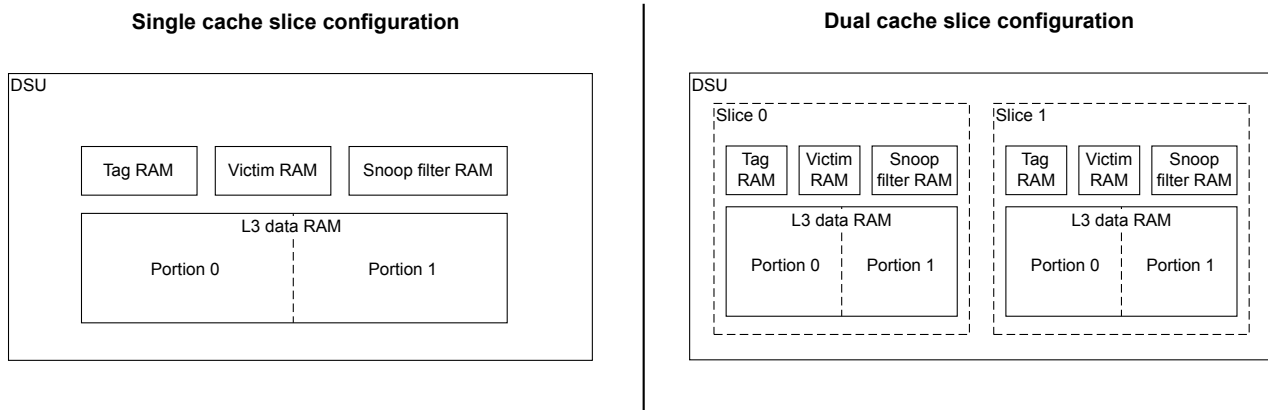 Single cache slice configuration
DSU
Tag RAM
Victim RAM
Snoop filter RAM
L3 data RAM
Portion 0
Portion 1
Dual cache slice configuration
DSU
Slice 0
Tag
RAM
Victim
RAM
Snoop
filter RAM
L3 data RAM
Portion 0
Portion 1
Slice 1
Tag
RAM
Victim
RAM
Snoop
filter RAM
L3 data RAM
Portion 0
Portion 1